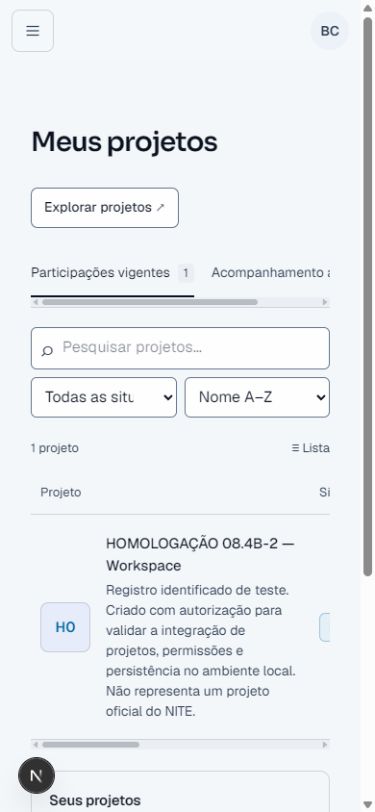 BC
Meus projetos
Explorar projetos ↗
Participações vigentes 1 Acompanhamento
Pesquisar projetos...
Todas as situ Nome A–Z
1 projeto ≡ Lista
Projeto Si
HOMOLOGAÇÃO 08.4B-2 —
Workspace
HO
Registro identificado de teste.
Criado com autorização para
validar a integração de
projetos, permissões e
persistência no ambiente local.
Não representa um projeto
oficial do NITE.
N
Seus projetos